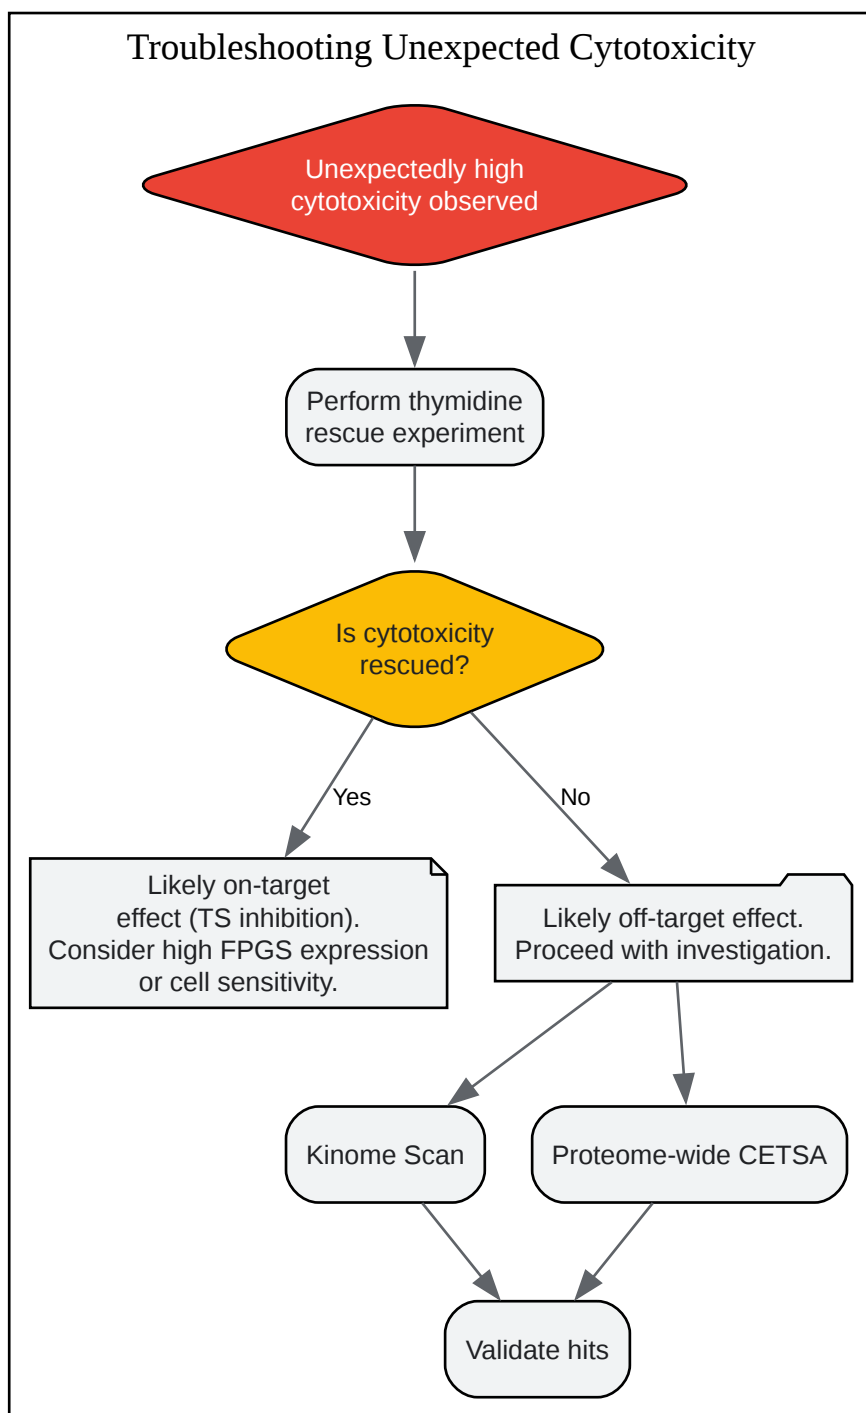 Troubleshooting Unexpected Cytotoxicity
Unexpectedly high
cytotoxicity observed
Perform thymidine
rescue experiment
Is cytotoxicity
rescued?
Yes
No
Likely on-target
effect (TS inhibition).
Consider high FPGS expression
or cell sensitivity.
Likely off-target effect.
Proceed with investigation.
Kinome Scan
Proteome-wide CETSA
Validate hits